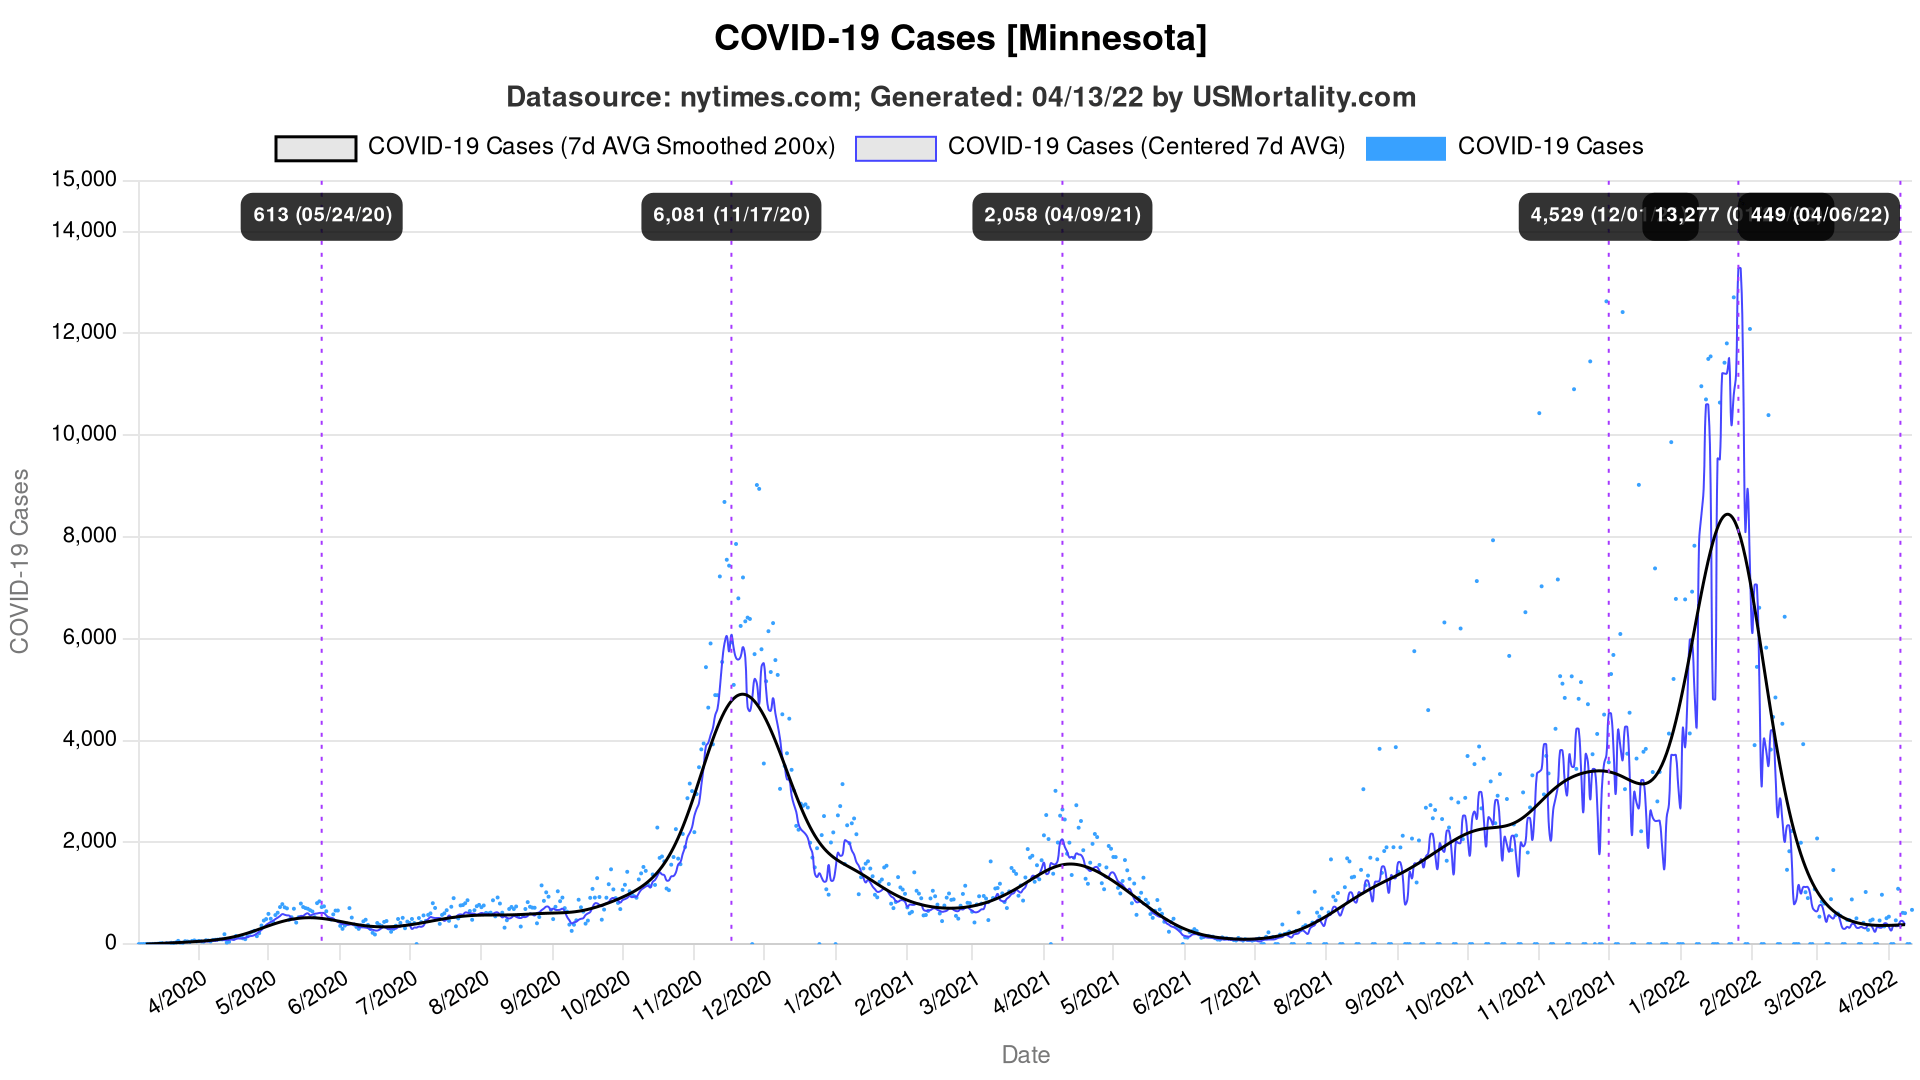 COVID-19 Cases [Minnesota]
Datasource: nytimes.com; Generated: 04/13/22 by USMortality.com
COVID-19 Cases (7d AVG Smoothed 200x) COVID-19 Cases (Centered 7d AVG) COVID-19 Cases
15,000
613 (05/24/20) 6,081 (11/17/20) 2,058 (04/09/21) 4,529 (12/01 13,277 449 (04/06/22)
14,000
12,000
10,000
8,000
6,000
4,000
2,000
0
COVID-19 Cases
4/2020 5/2020 6/2020 7/2020 8/2020 9/2020 10/2020 11/2020 12/2020 1/2021 2/2021 3/2021 4/2021 5/2021 6/2021 7/2021 8/2021 9/2021 10/2021 11/2021 12/2021 1/2022 2/2022 3/2022 4/2022
Date